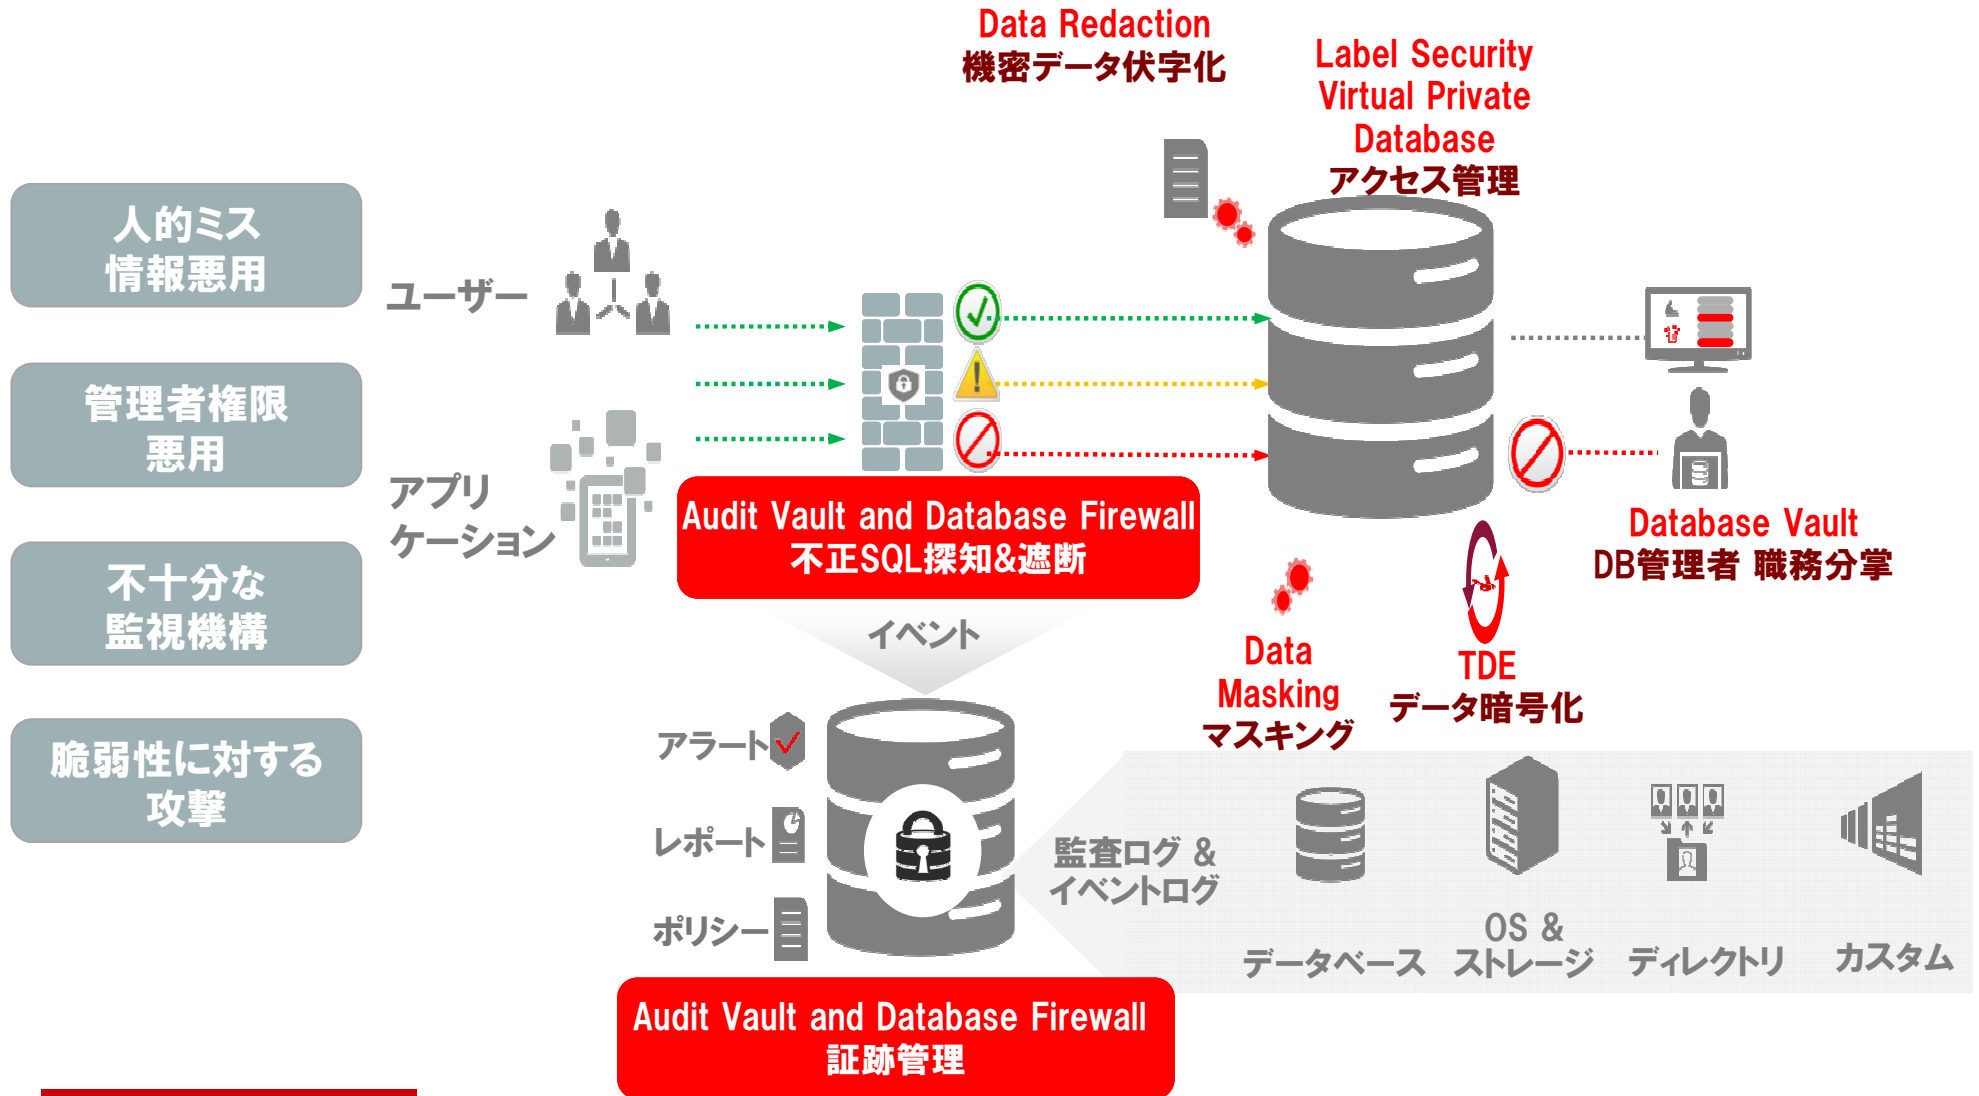 Data Redaction
機密データ伏字化
Label Security
Virtual Private
Database
アクセス管理
人的ミス
情報悪用
管理者権限
悪用
不十分な
監視機構
脆弱性に対する
攻撃
ユーザー
アプリ
ケーション
Audit Vault and Database Firewall
不正SQL探知&遮断
Database Vault
DB管理者 職務分掌
イベント
Data
Masking
マスキング
TDE
データ暗号化
アラート
レポート
ポリシー
監査ログ &
イベントログ
データベース
OS &
ストレージ
ディレクトリ
カスタム
Audit Vault and Database Firewall
証跡管理